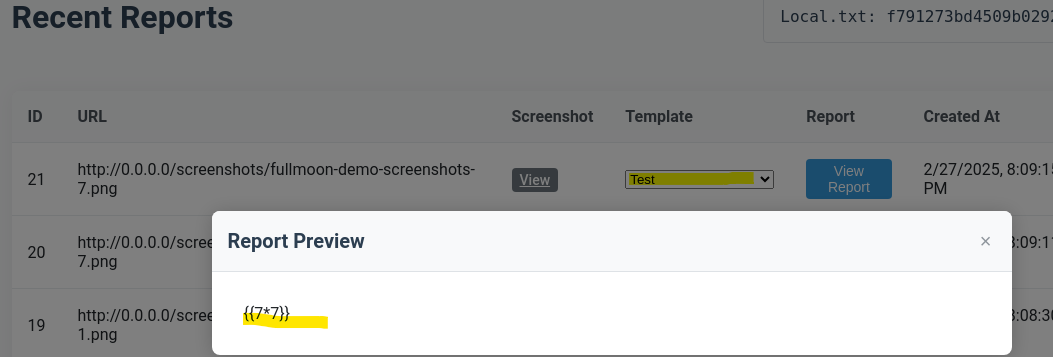 Recent Reports
Local.txt: f791273bd4509b0292
ID URL Screenshot Template Report Created At
21 http://0.0.0.0/screenshots/fullmoon-demo-screenshots-7.png View Test View Report 2/27/2025, 8:09:15 PM
Report Preview ×
20 http://0.0.0.0/scree 7.png :09:1
{{7*7}}
19 http://0.0.0.0/scree 1.png :08:30